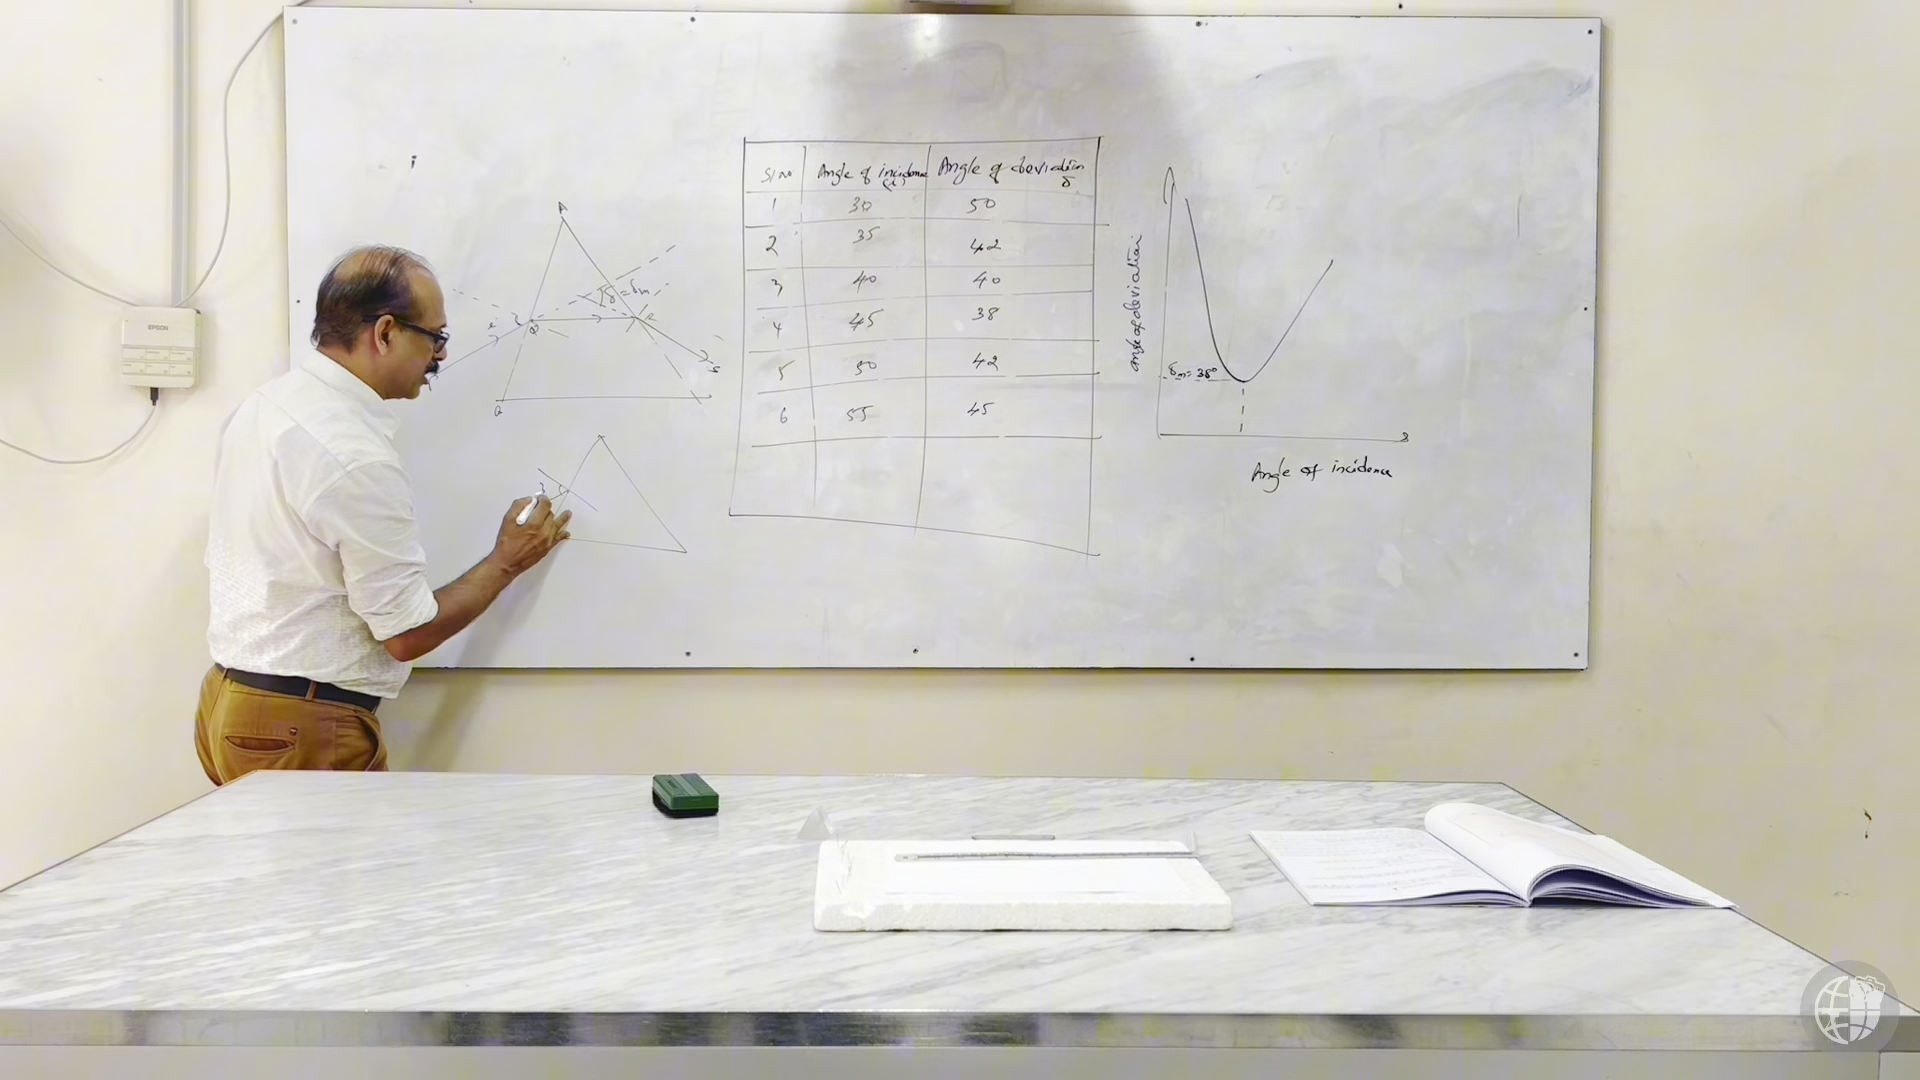 EPSON
A
i
Q
δ = δm
R
Q
Sl no
Angle of incidence
(i)
Angle of deviation
δ
1 30 50
2 35 42
3 40 40
4 45 38
5 50 42
6 55 45
angle of deviation
δm = 38°
Angle of incidence